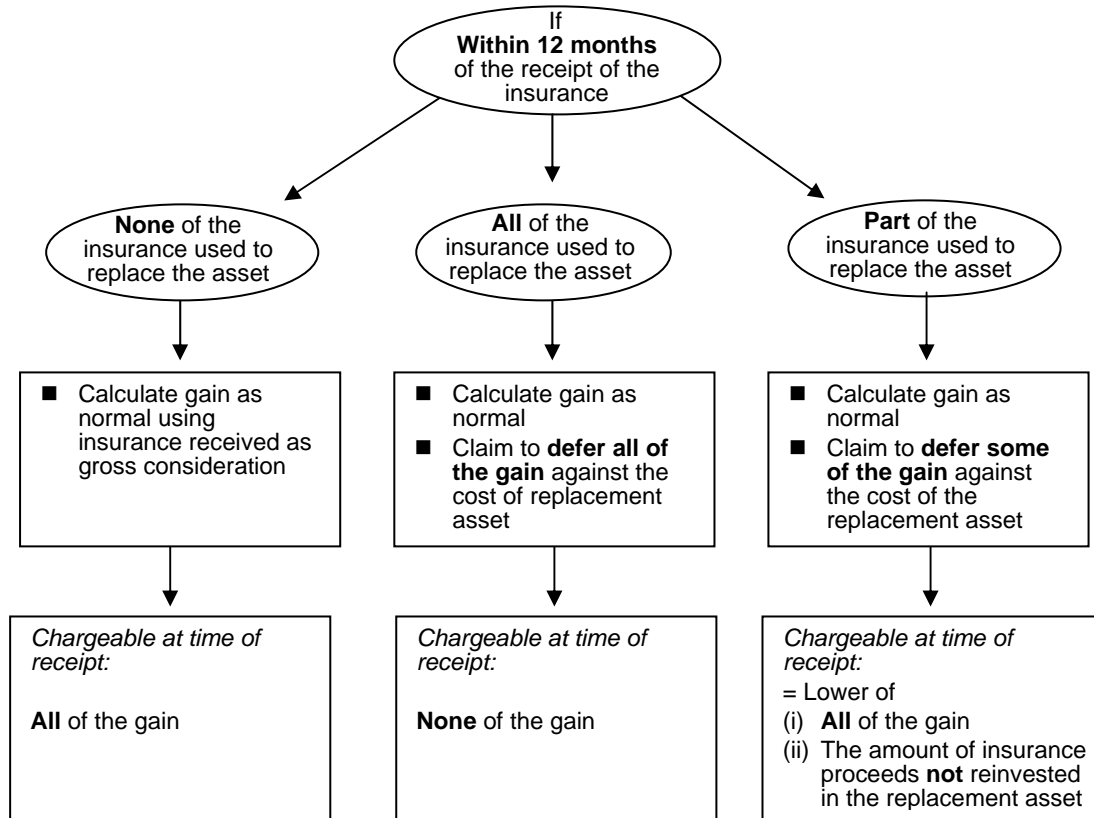 If
Within 12 months
of the receipt of the
insurance
None of the
insurance used to
replace the asset
All of the
insurance used to
replace the asset
Part of the
insurance used to
replace the asset
■ Calculate gain as
normal using
insurance received as
gross consideration
■ Calculate gain as
normal
■ Claim to defer all of
the gain against the
cost of replacement
asset
■ Calculate gain as
normal
■ Claim to defer some
of the gain against
the cost of the
replacement asset
Chargeable at time of
receipt:
All of the gain
Chargeable at time of
receipt:
None of the gain
Chargeable at time of
receipt:
= Lower of
(i) All of the gain
(ii) The amount of insurance
proceeds not reinvested
in the replacement asset